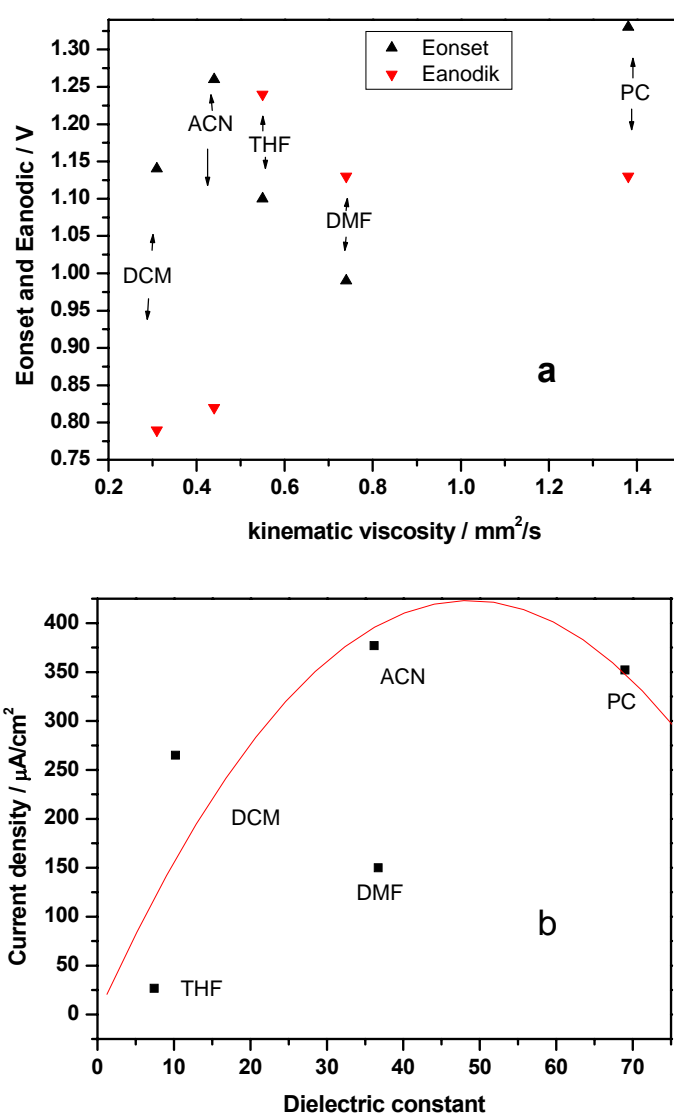 Eonset and Eanodic / V
1.30
1.25
1.20
1.15
1.10
1.05
1.00
0.95
0.90
0.85
0.80
0.75
Eonset
Eanodik
ACN
THF
PC
DMF
DCM
a
0.2 0.4 0.6 0.8 1.0 1.2 1.4
kinematic viscosity / mm²/s
Current density / µA/cm²
400
350
300
250
200
150
100
50
0
ACN
PC
DCM
DMF
THF
b
0 10 20 30 40 50 60 70
Dielectric constant